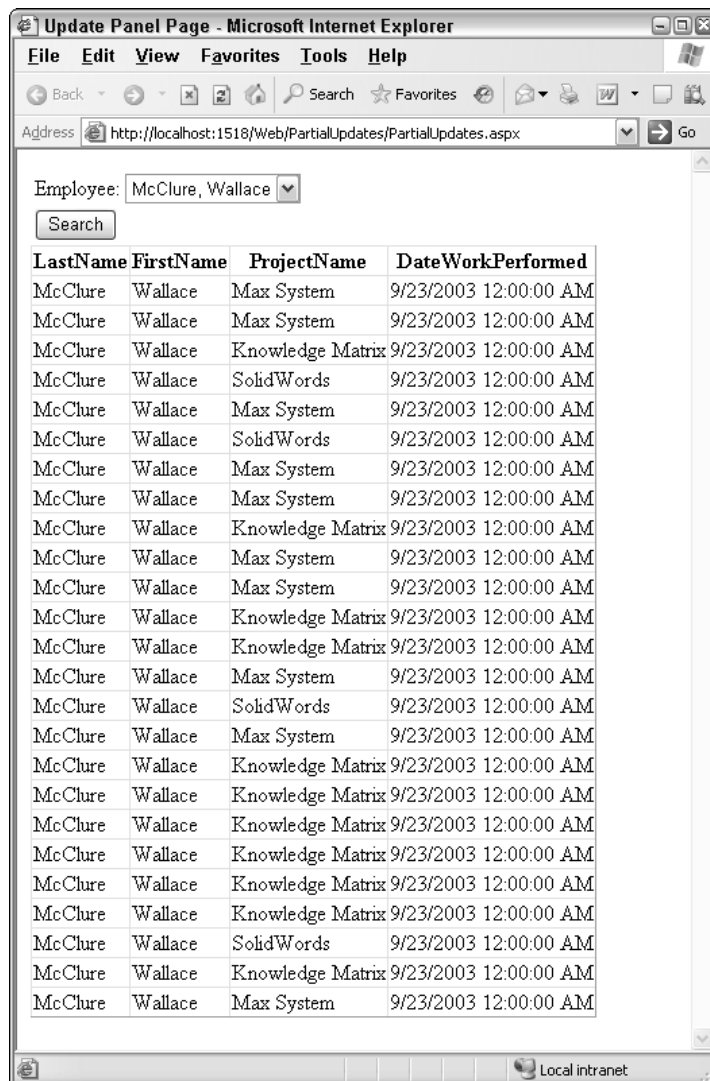 Update Panel Page - Microsoft Internet Explorer
File Edit View Favorites Tools Help
Back Search Favorites
Address http://localhost:1518/Web/PartialUpdates/PartialUpdates.aspx Go
Employee: McClure, Wallace
Search
LastName FirstName ProjectName DateWorkPerformed
McClure Wallace Max System 9/23/2003 12:00:00 AM
McClure Wallace Max System 9/23/2003 12:00:00 AM
McClure Wallace Knowledge Matrix 9/23/2003 12:00:00 AM
McClure Wallace SolidWords 9/23/2003 12:00:00 AM
McClure Wallace Max System 9/23/2003 12:00:00 AM
McClure Wallace SolidWords 9/23/2003 12:00:00 AM
McClure Wallace Max System 9/23/2003 12:00:00 AM
McClure Wallace Max System 9/23/2003 12:00:00 AM
McClure Wallace Knowledge Matrix 9/23/2003 12:00:00 AM
McClure Wallace Max System 9/23/2003 12:00:00 AM
McClure Wallace Max System 9/23/2003 12:00:00 AM
McClure Wallace Knowledge Matrix 9/23/2003 12:00:00 AM
McClure Wallace Knowledge Matrix 9/23/2003 12:00:00 AM
McClure Wallace Max System 9/23/2003 12:00:00 AM
McClure Wallace SolidWords 9/23/2003 12:00:00 AM
McClure Wallace Max System 9/23/2003 12:00:00 AM
McClure Wallace Knowledge Matrix 9/23/2003 12:00:00 AM
McClure Wallace Knowledge Matrix 9/23/2003 12:00:00 AM
McClure Wallace Knowledge Matrix 9/23/2003 12:00:00 AM
McClure Wallace Knowledge Matrix 9/23/2003 12:00:00 AM
McClure Wallace Knowledge Matrix 9/23/2003 12:00:00 AM
McClure Wallace Knowledge Matrix 9/23/2003 12:00:00 AM
McClure Wallace SolidWords 9/23/2003 12:00:00 AM
McClure Wallace Knowledge Matrix 9/23/2003 12:00:00 AM
McClure Wallace Max System 9/23/2003 12:00:00 AM
Local intranet